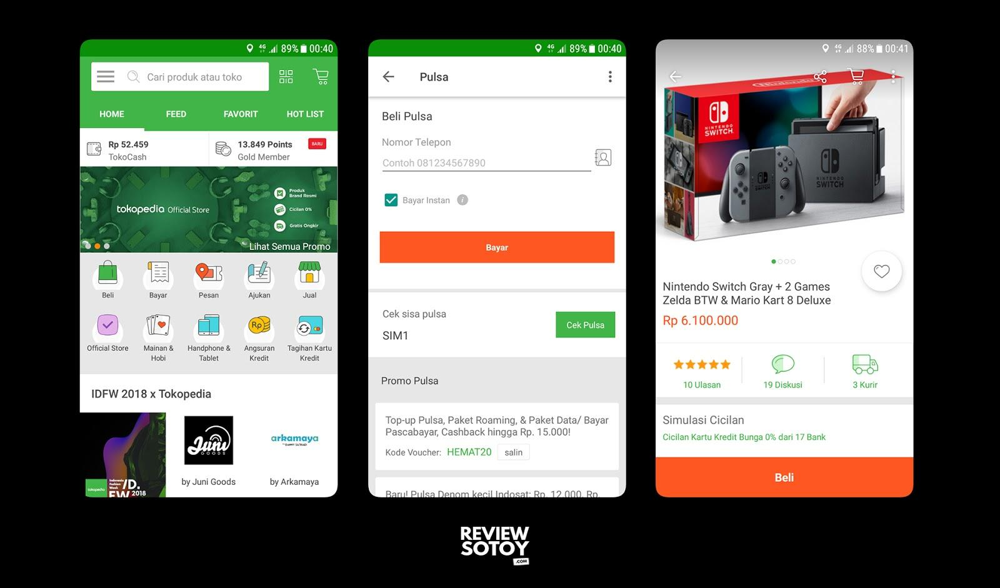 4G 89% 00:40
Cari produk atau toko
HOME FEED FAVORIT HOT LIST
Rp 52.459
TokoCash
13.849 Points
Gold Member
BARU
tokopedia Official Store
Produk
Brand Resmi
Cicilan 0%
Gratis Ongkir
Lihat Semua Promo
Beli Bayar Pesan Ajukan Jual
Rp
Official Store
Mainan &
Hobi
Handphone &
Tablet
Angsuran
Kredit
Tagihan Kartu
Kredit
IDFW 2018 x Tokopedia
tokopedia
Indonesia
Fashion
Week
/D.
FW 2018
Juni
GOODS
by Juni Goods
arkamaya
by Arkamaya
4G 89% 00:40
Pulsa
Beli Pulsa
Nomor Telepon
Contoh 081234567890
Bayar Instan i
Bayar
Cek sisa pulsa
SIM1
Cek Pulsa
Promo Pulsa
Top-up Pulsa, Paket Roaming, & Paket Data/ Bayar
Pascabayar, Cashback hingga Rp. 15.000!
Kode Voucher: HEMAT20 salin
Baru! Pulsa Denom kecil Indosat: Rp. 12.000, Rp.
4G 88% 00:41
Nintendo
NINTENDO
SWITCH
NINTENDO
SWITCH
Nintendo Switch Gray + 2 Games
Zelda BTW & Mario Kart 8 Deluxe
Rp 6.100.000
10 Ulasan
19 Diskusi
3 Kurir
Simulasi Cicilan
Cicilan Kartu Kredit Bunga 0% dari 17 Bank
Beli
REVIEW
SOTOY
.COM